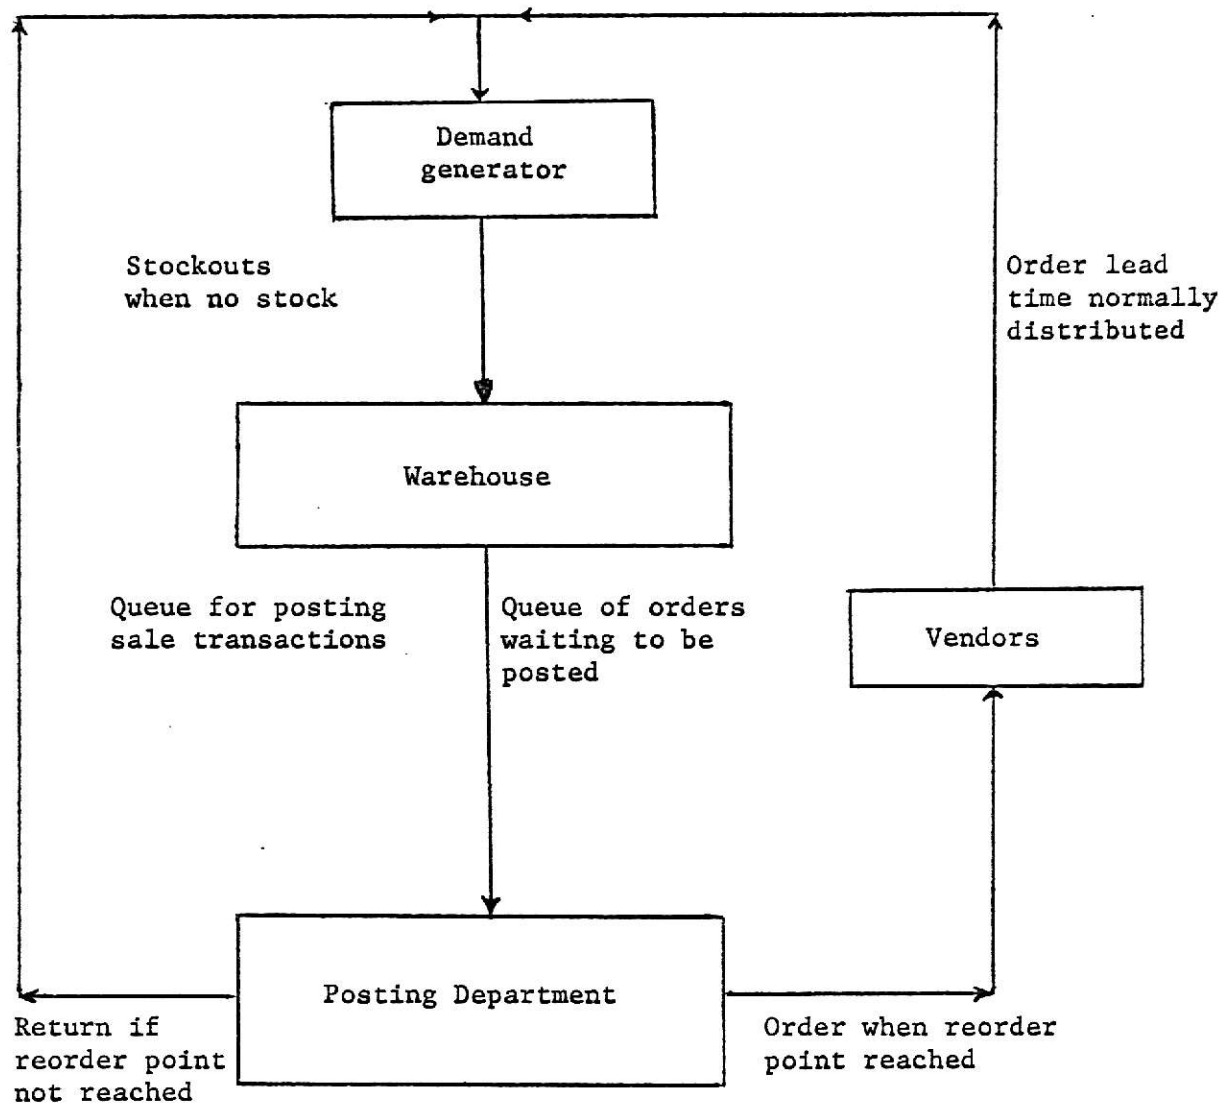 Demand
generator
Stockouts
when no stock
Order lead
time normally
distributed
Warehouse
Queue for posting
sale transactions
Queue of orders
waiting to be
posted
Vendors
Posting Department
Return if
reorder point
not reached
Order when reorder
point reached